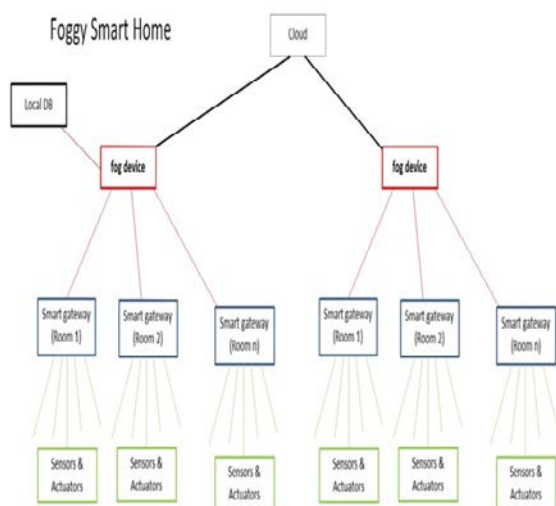 Foggy Smart Home
Cloud
Local DB
fog device
fog device
Smart gateway
(Room 1)
Smart gateway
(Room 2)
Smart gateway
(Room n)
Smart gateway
(Room 1)
Smart gateway
(Room 2)
Smart gateway
(Room n)
Sensors &
Actuators
Sensors &
Actuators
Sensors &
Actuators
Sensors &
Actuators
Sensors &
Actuators
Sensors &
Actuators